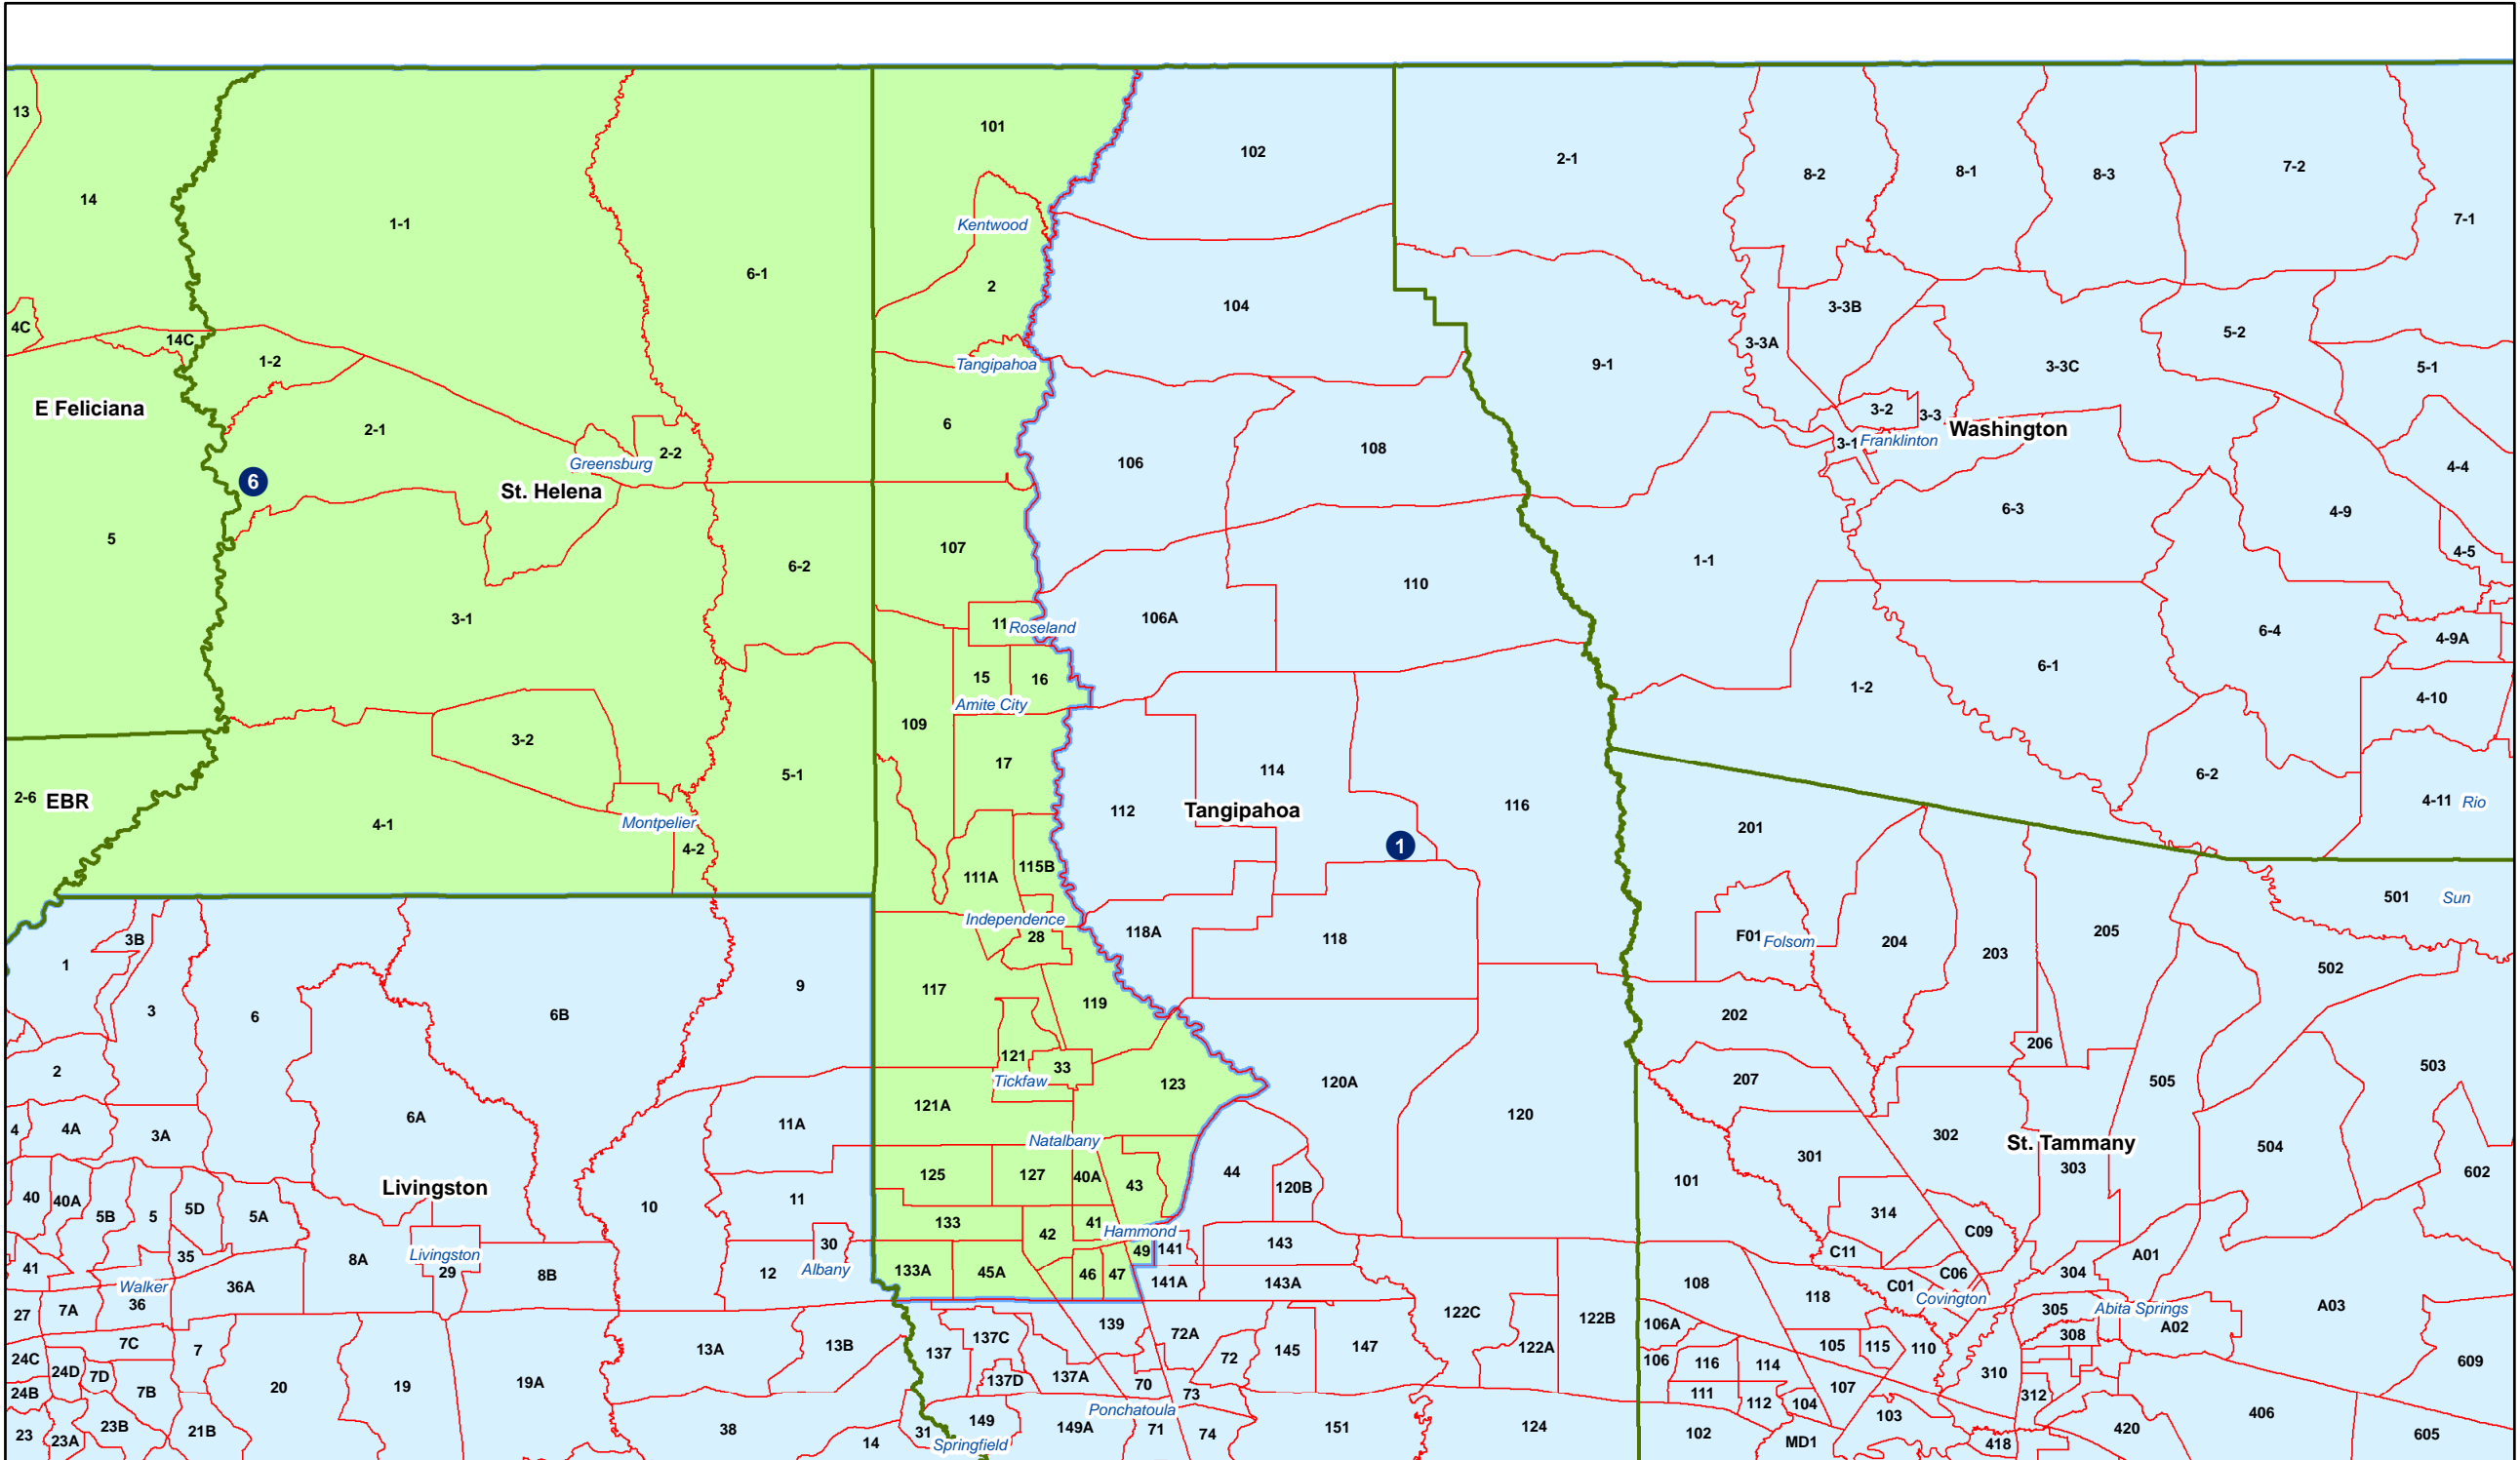 13
101
102
2-1
8-2
8-1
8-3
7-2
14
1-1
Kentwood
7-1
6-1
2
104
3-3B
4C
14C
5-2
3-3A
1-2
Tangipahoa
9-1
3-3C
5-1
E Feliciana
2-1
6
3-2
3-3
Washington
2-2
106
108
3-1
Franklinton
Greensburg
4-4
6
St. Helena
6-3
4-9
5
107
4-5
6-2
1-1
110
3-1
11
Roseland
106A
6-4
4-9A
15
16
6-1
1-2
4-10
Amite City
109
3-2
17
5-1
114
6-2
2-6
EBR
112
Tangipahoa
116
4-11
Rio
4-1
Montpelier
201
4-2
1
111A
115B
501
Sun
Independence
28
118A
118
F01
Folsom
204
205
3B
1
203
502
9
117
119
3
6
6B
202
121
206
33
503
2
Tickfaw
123
120A
207
505
121A
120
6A
4
4A
3A
11A
Natalbany
302
St. Tammany
504
301
303
125
127
40A
43
44
120B
101
602
Livingston
40
40A
5B
5
5D
5A
10
11
133
41
314
Hammond
42
C09
30
49
141
143
C11
A01
35
8A
Livingston
41
29
8B
12
Albany
133A
45A
46
47
141A
143A
C06
304
Walker
36
36A
108
C01
118
Covington
27
7A
122C
122B
305
Abita Springs
A03
139
106A
A02
7C
137C
72A
308
7
13A
13B
137
145
147
122A
105
115
110
24C
72
106
116
114
609
24D
7D
137D
137A
310
20
19
19A
70
107
24B
7B
73
111
112
104
312
Ponchatoula
103
406
23B
21B
38
31
149
149A
71
74
151
124
102
420
605
23
23A
14
Springfield
MD1
418